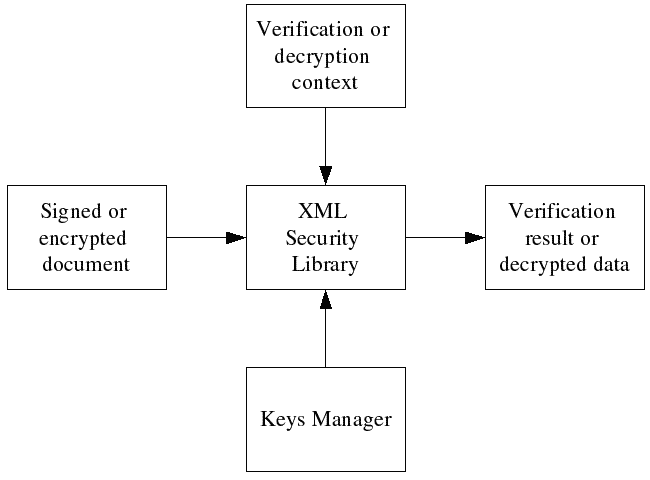 Verification or
decryption
context
Signed or
encrypted
document
XML
Security
Library
Verification
result or
decrypted data
Keys Manager